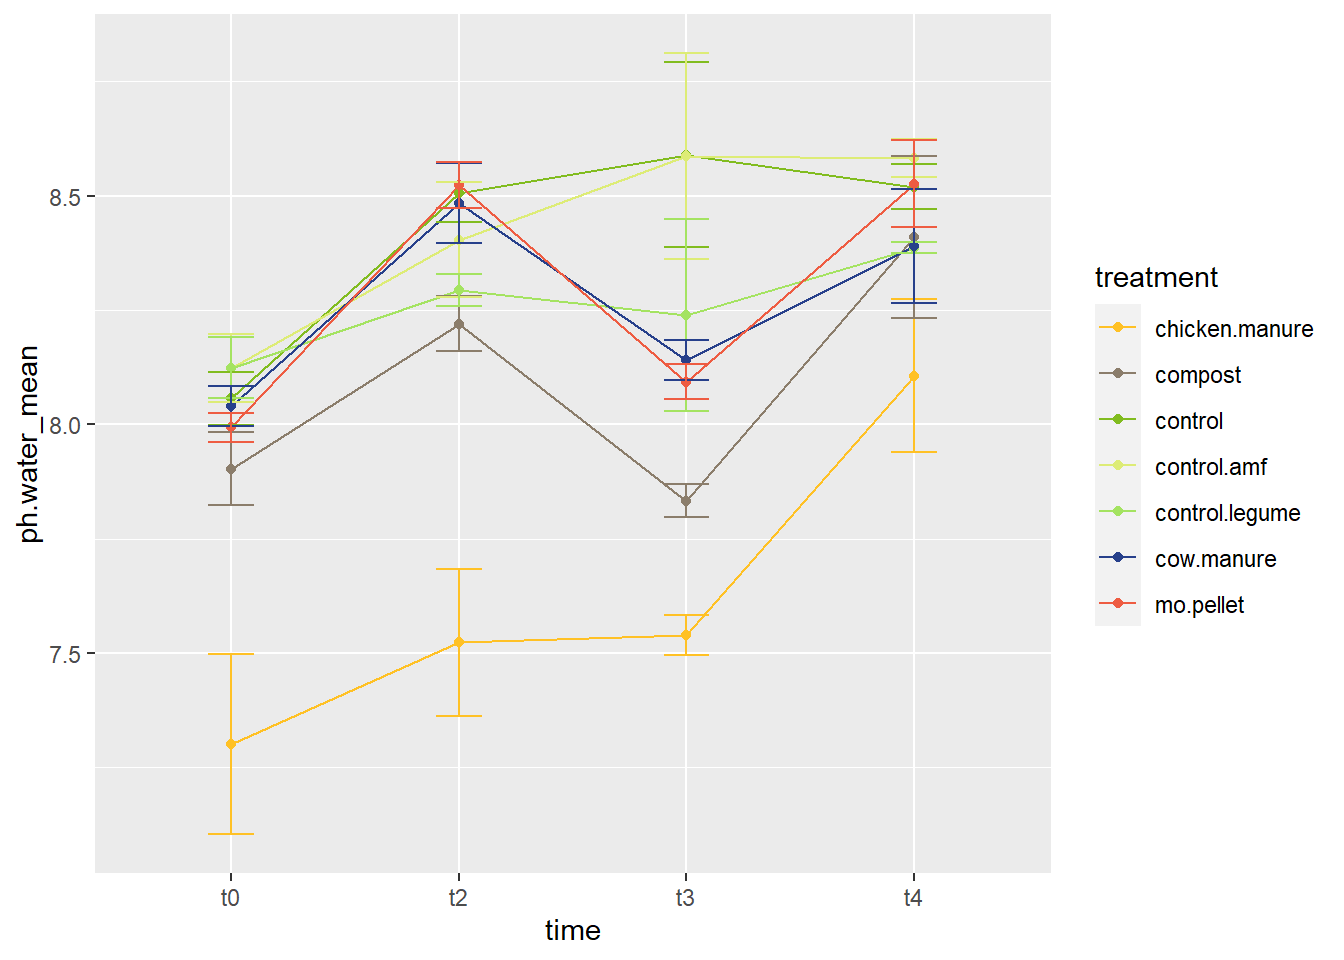 8.5
8.0
7.5
ph.water_mean
t0
t2
t3
t4
time
treatment
chicken.manure
compost
control
control.amf
control.legume
cow.manure
mo.pellet